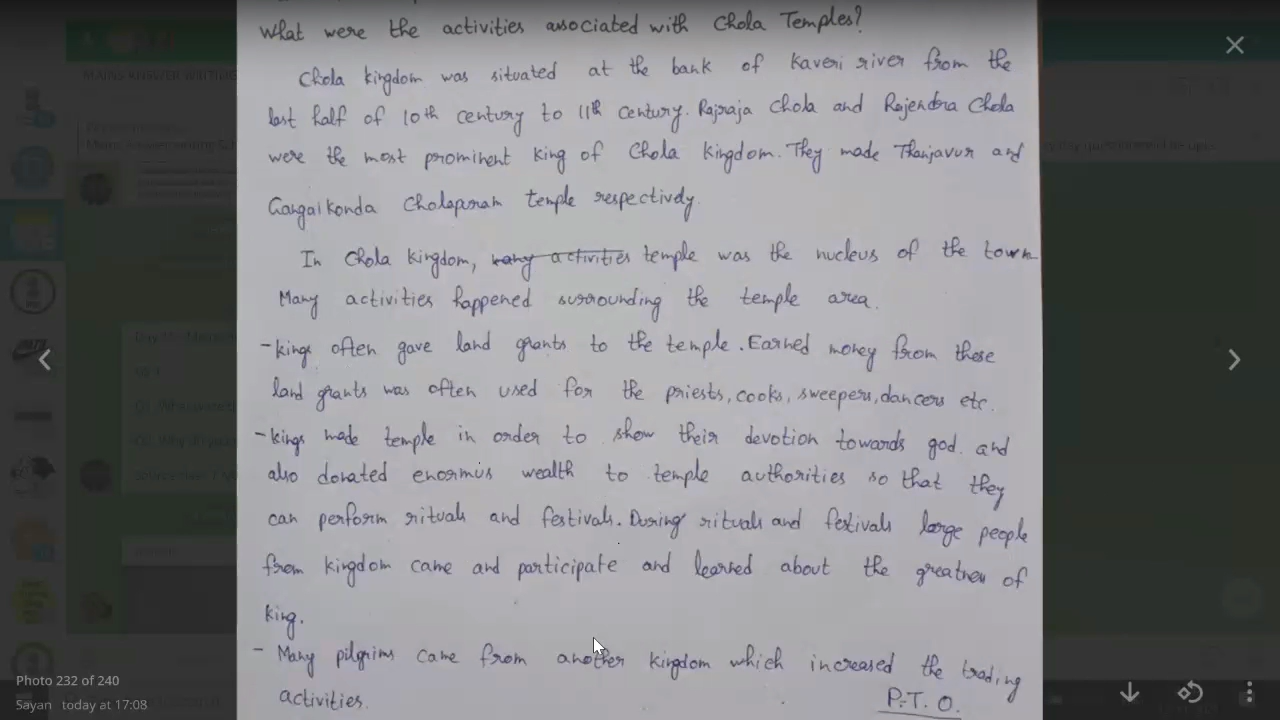 What were the activities associated with Chola Temples?
Chola kingdom was situated at the bank of Kaveri river from the
last half of 10th century to 11th century. Rajraja Chola and Rajendra Chola
were the most prominent king of Chola Kingdom. They made Thanjavur and
Gangaikonda Cholapuram temple respectively.
In Chola kingdom, many activities temple was the nucleus of the town
Many activities happened surrounding the temple area.
- kings often gave land grants to the temple. Earned money from these
land grants was often used for the priests, cooks, sweepers, dancers etc.
- kings made temple in order to show their devotion towards god. and
also donated enormus wealth to temple authorities so that they
can perform rituals and festivals. During rituals and festivals large people
from kingdom came and participate and learned about the greatness of
king.
- Many pilgrims came from another kingdom which increased the trading
activities.
P.T.O.
Photo 232 of 240
Sayan today at 17:08